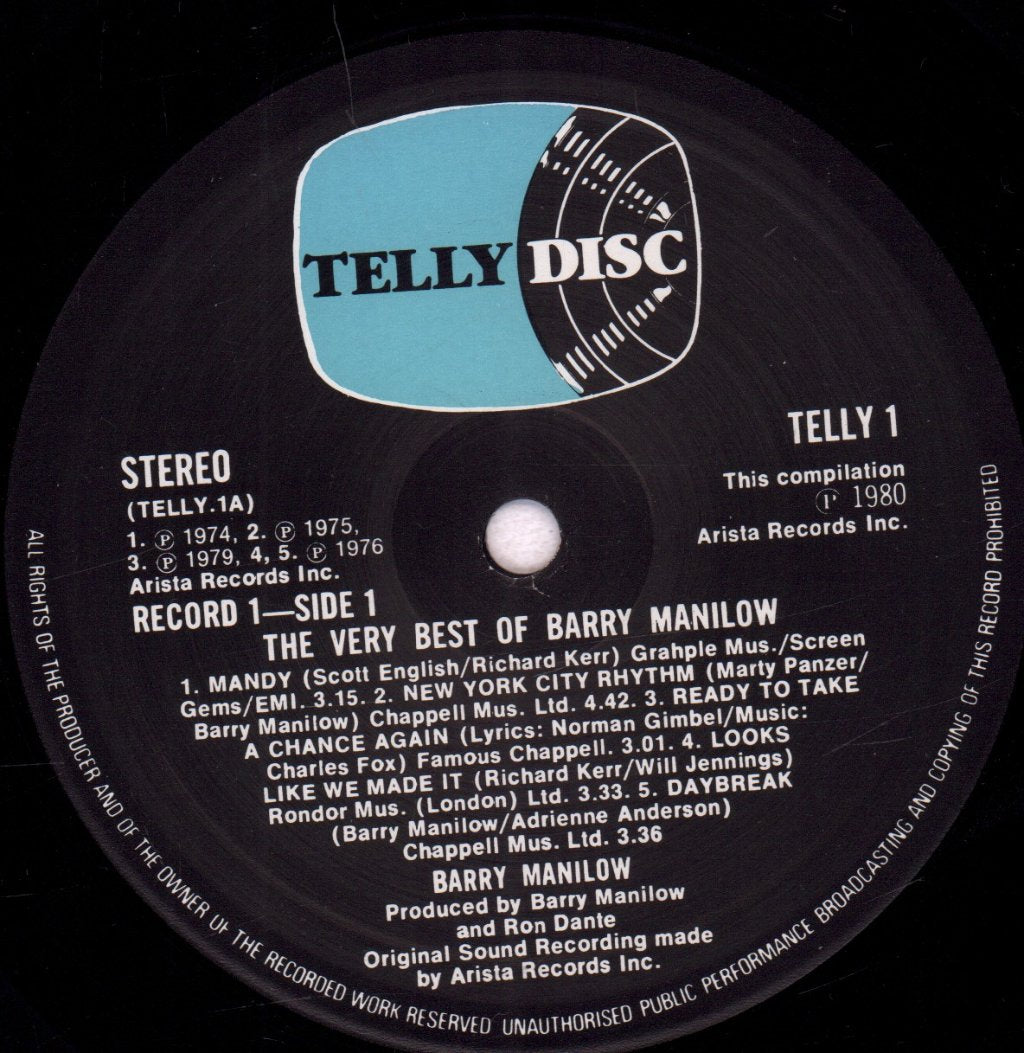 TELLY DISC
TELLY 1
STEREO
(TELLY.1A)
This compilation
Ⓟ 1980
Arista Records Inc.
1. Ⓟ 1974, 2. Ⓟ 1975,
3. Ⓟ 1979, 4, 5. Ⓟ 1976
Arista Records Inc.
RECORD 1—SIDE 1
THE VERY BEST OF BARRY MANILOW
1. MANDY (Scott English/Richard Kerr) Grahple Mus./Screen
Gems/EMI. 3.15. 2. NEW YORK CITY RHYTHM (Marty Panzer/
Barry Manilow) Chappell Mus. Ltd. 4.42. 3. READY TO TAKE
A CHANCE AGAIN (Lyrics: Norman Gimbel/Music:
Charles Fox) Famous Chappell. 3.01. 4. LOOKS
LIKE WE MADE IT (Richard Kerr/Will Jennings)
Rondor Mus. (London) Ltd. 3.33. 5. DAYBREAK
(Barry Manilow/Adrienne Anderson)
Chappell Mus. Ltd. 3.36
BARRY MANILOW
Produced by Barry Manilow
and Ron Dante
Original Sound Recording made
by Arista Records Inc.
ALL RIGHTS OF THE PRODUCER AND OF THE OWNER OF THE RECORDED WORK RESERVED UNAUTHORISED PUBLIC PERFORMANCE BROADCASTING AND COPYING OF THIS RECORD PROHIBITED